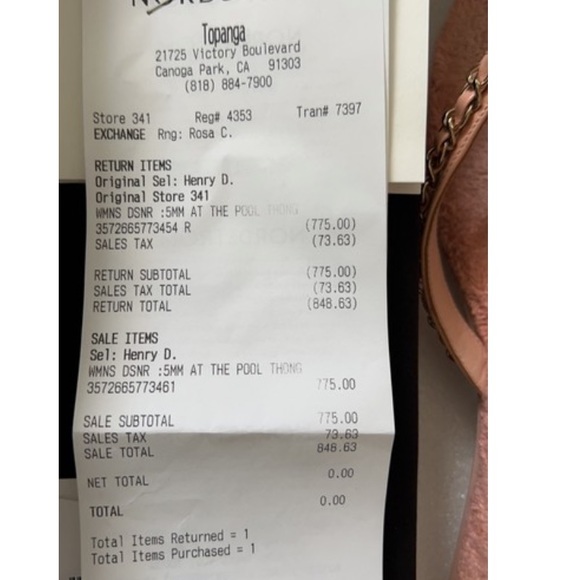 Topanga
21725 Victory Boulevard
Canoga Park, CA 91303
(818) 884-7900
Store 341 Reg# 4353 Tran# 7397
EXCHANGE Rng: Rosa C.
RETURN ITEMS
Original Sel: Henry D.
Original Store 341
WMNS DSNR :5MM AT THE POOL THONG
3572665773454 R (775.00)
SALES TAX (73.63)
RETURN SUBTOTAL (775.00)
SALES TAX TOTAL (73.63)
RETURN TOTAL (848.63)
SALE ITEMS
Sel: Henry D.
WMNS DSNR :5MM AT THE POOL THONG
3572665773461 775.00
SALE SUBTOTAL 775.00
SALES TAX 73.63
SALE TOTAL 848.63
NET TOTAL 0.00
TOTAL 0.00
Total Items Returned = 1
Total Items Purchased = 1